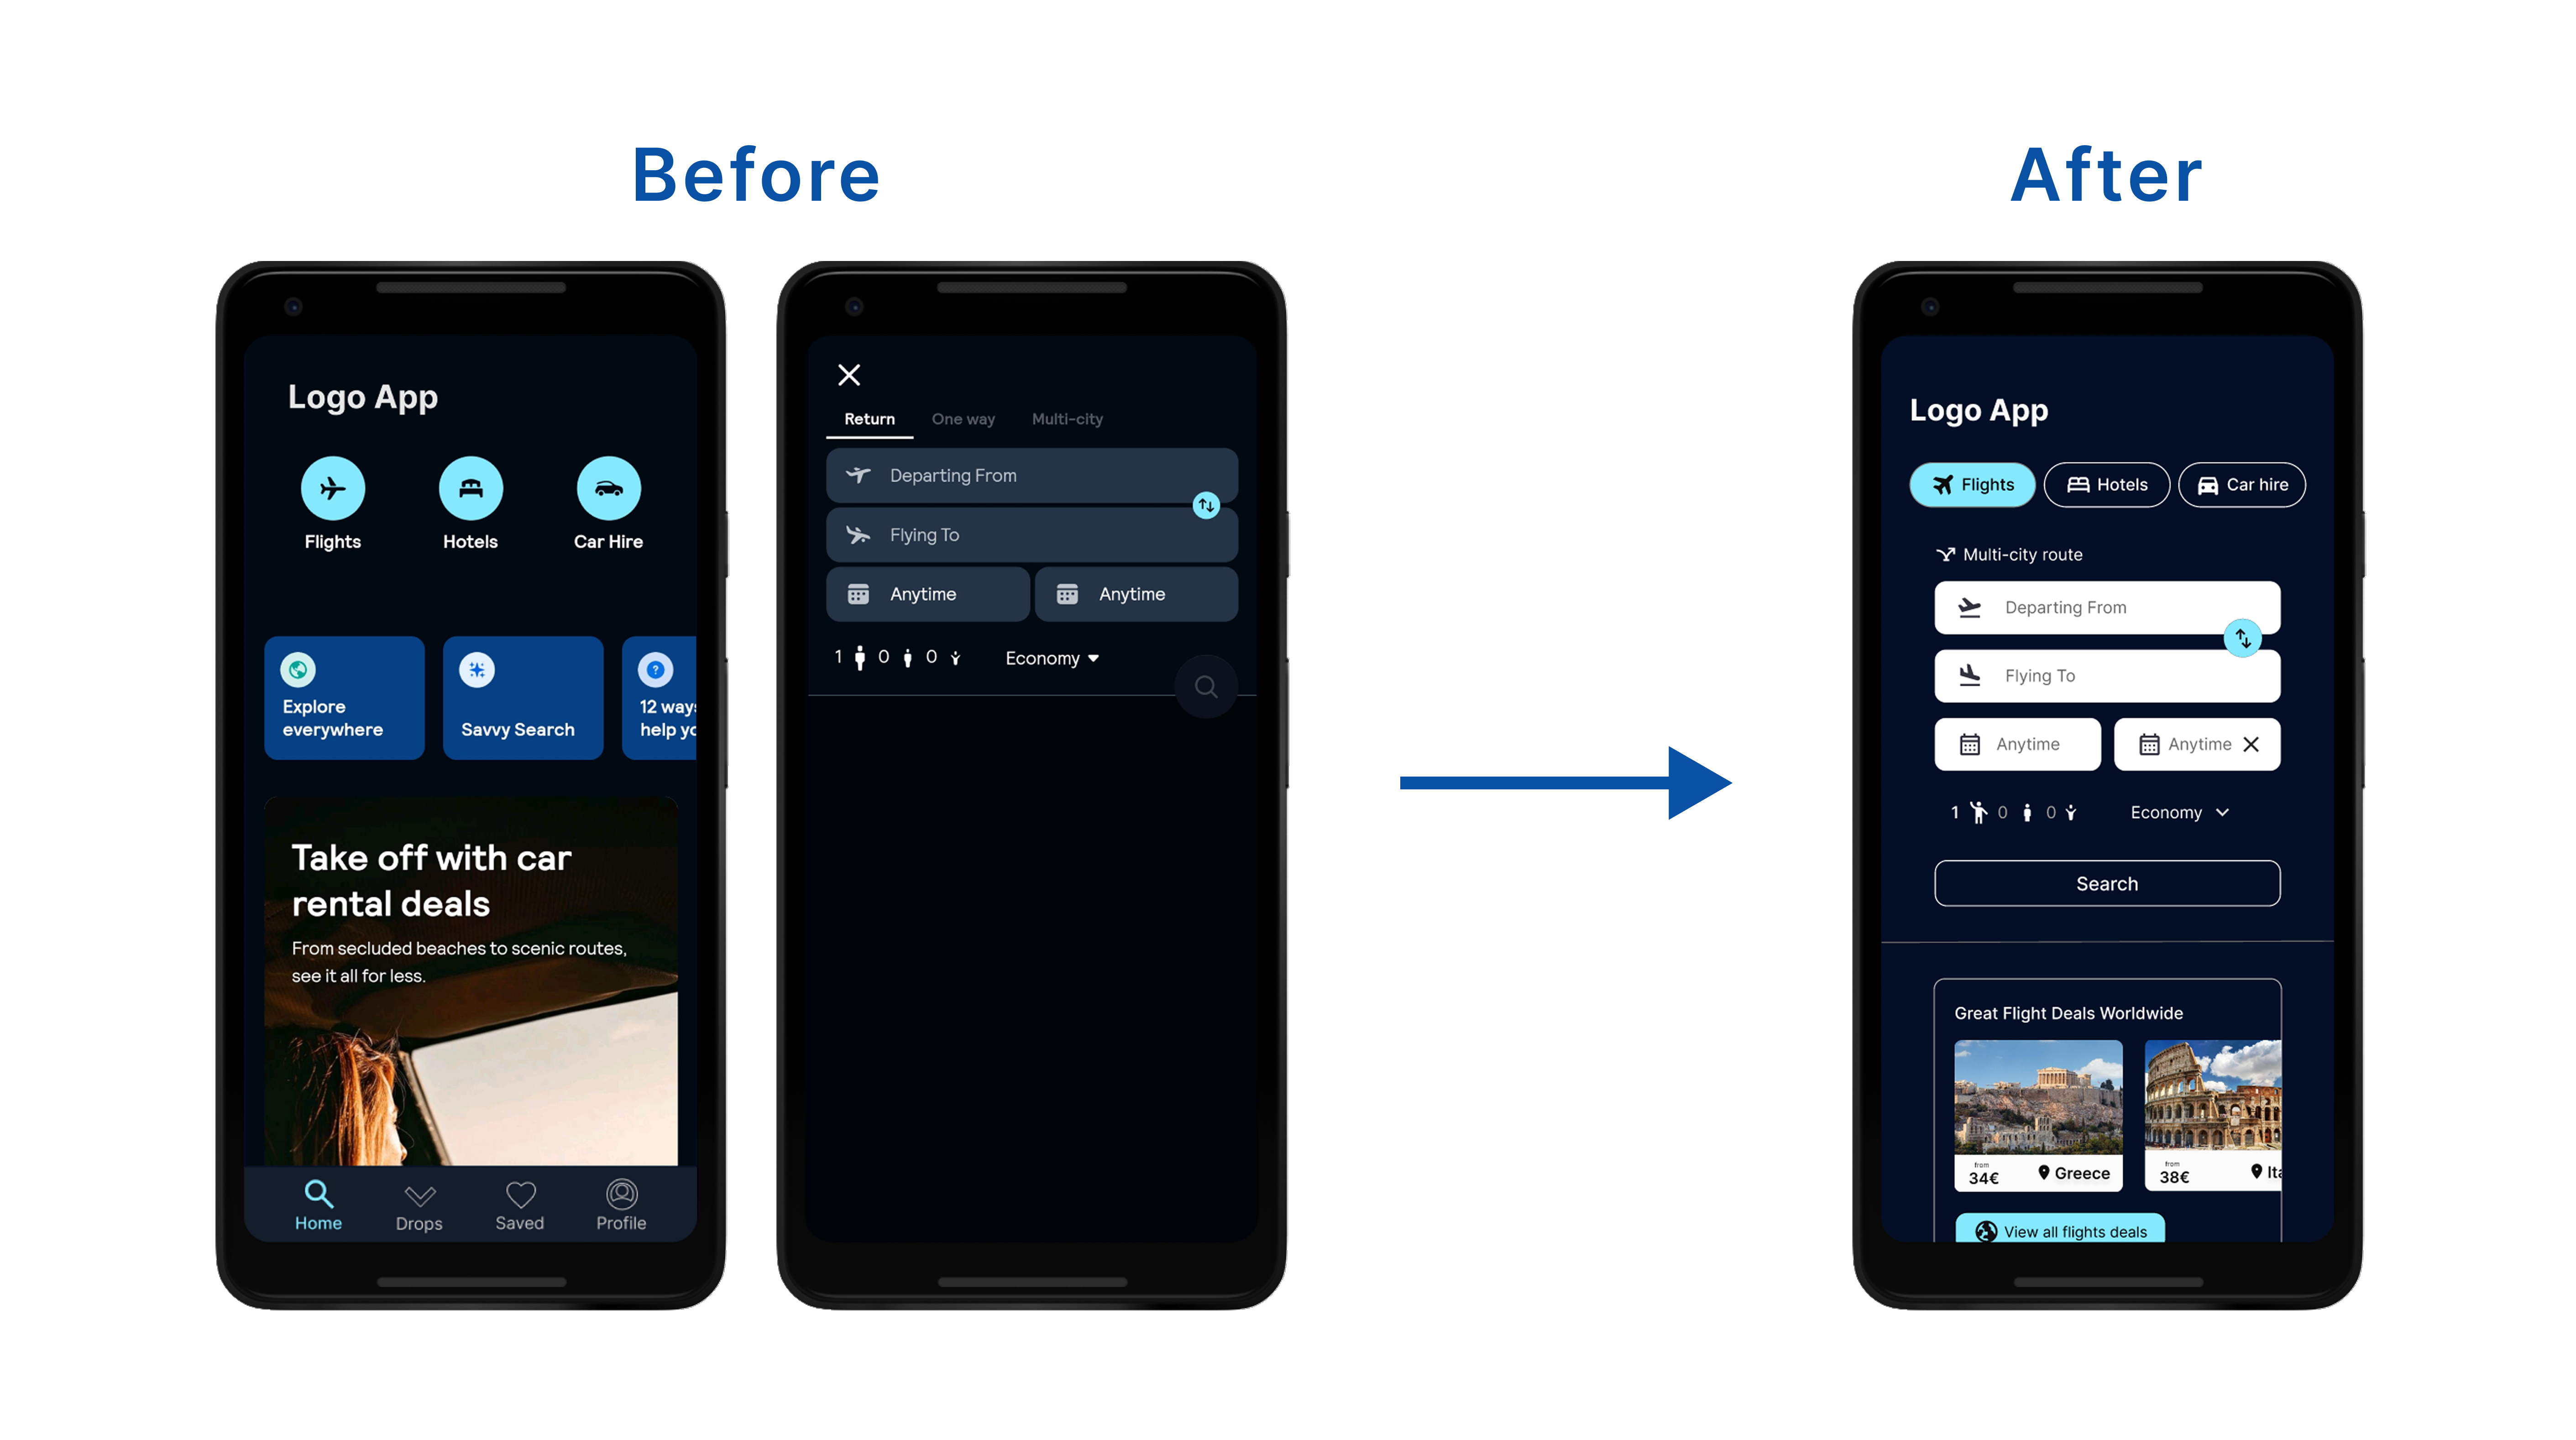 Before
After
Logo App
Flights
Hotels
Car Hire
Explore
everywhere
Savvy Search
12 ways
help yo
Take off with car
rental deals
From secluded beaches to scenic routes,
see it all for less.
Home
Drops
Saved
Profile
Return
One way
Multi-city
Departing From
Flying To
Anytime
Anytime
1 0 0
Economy
Logo App
Flights
Hotels
Car hire
Multi-city route
Departing From
Flying To
Anytime
Anytime
1 0 0
Economy
Search
Great Flight Deals Worldwide
from
34€
Greece
from
38€
Ita
View all flights deals